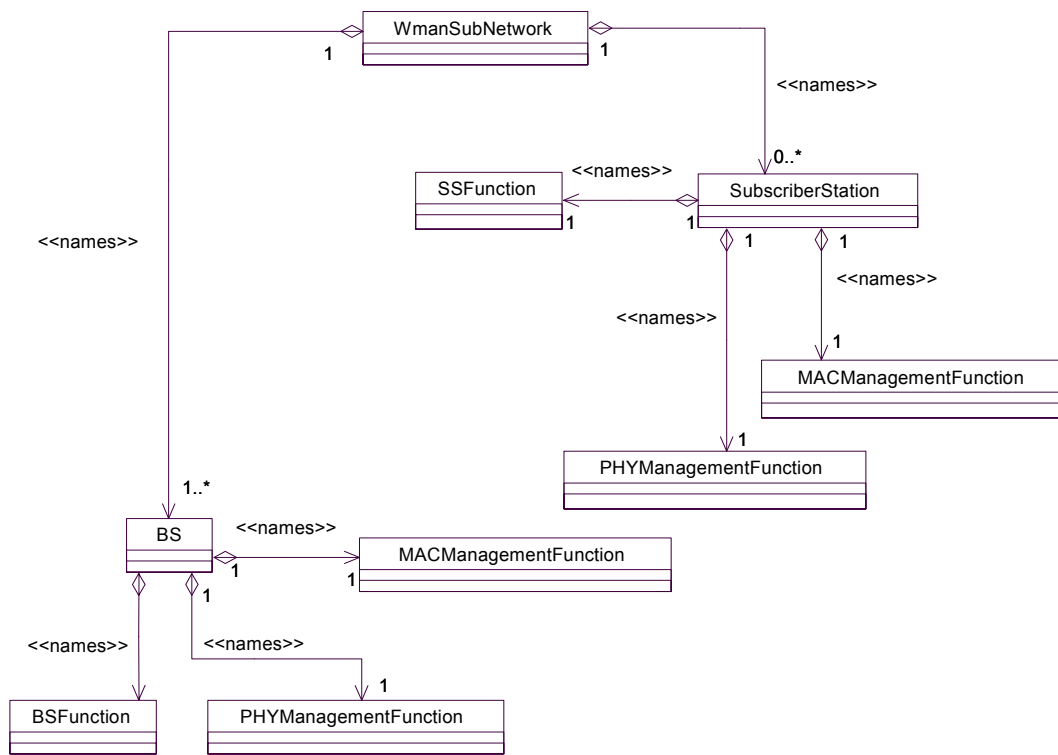 WmanSubNetwork
1
1
<<names>>
0..*
<<names>>
SSFunction
SubscriberStation
1
1
1
1
<<names>>
<<names>>
<<names>>
1
MACManagementFunction
1
PHYManagementFunction
1..*
<<names>>
BS
MACManagementFunction
1
1
1
<<names>>
<<names>>
1
BSFunction
PHYManagementFunction